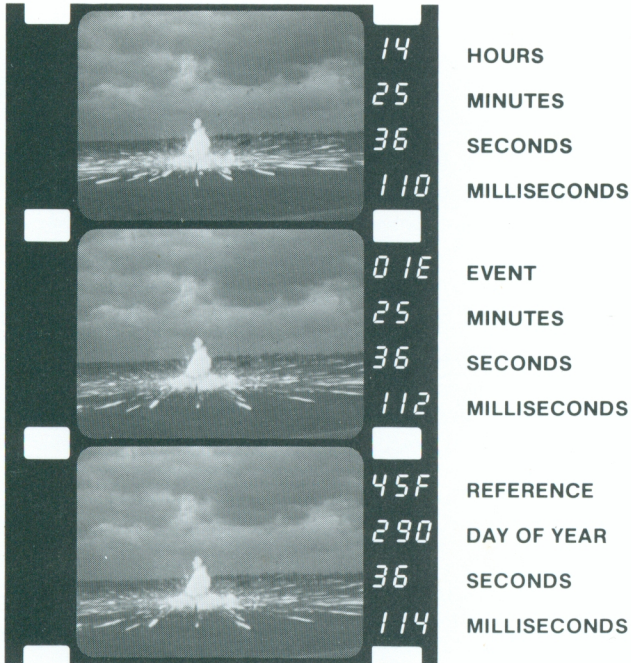 14 HOURS
25 MINUTES
36 SECONDS
110 MILLISECONDS
01E EVENT
25 MINUTES
36 SECONDS
112 MILLISECONDS
45F REFERENCE
290 DAY OF YEAR
36 SECONDS
114 MILLISECONDS